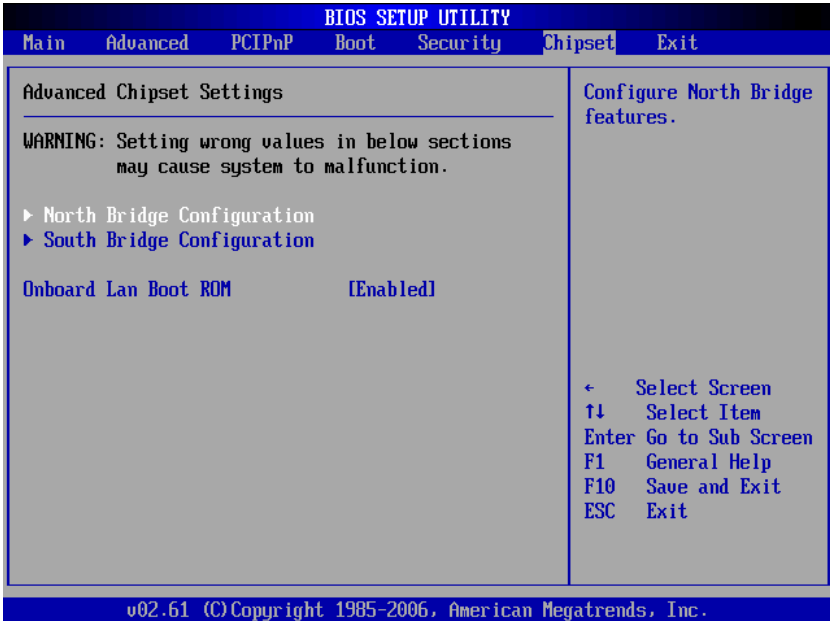 BIOS SETUP UTILITY
Main Advanced PCIPnP Boot Security Chipset Exit
Advanced Chipset Settings
WARNING: Setting wrong values in below sections
may cause system to malfunction.
▶ North Bridge Configuration
▶ South Bridge Configuration
Onboard Lan Boot ROM [Enabled]
Configure North Bridge
features.
← Select Screen
↑↓ Select Item
Enter Go to Sub Screen
F1 General Help
F10 Save and Exit
ESC Exit
v02.61 (C)Copyright 1985-2006, American Megatrends, Inc.